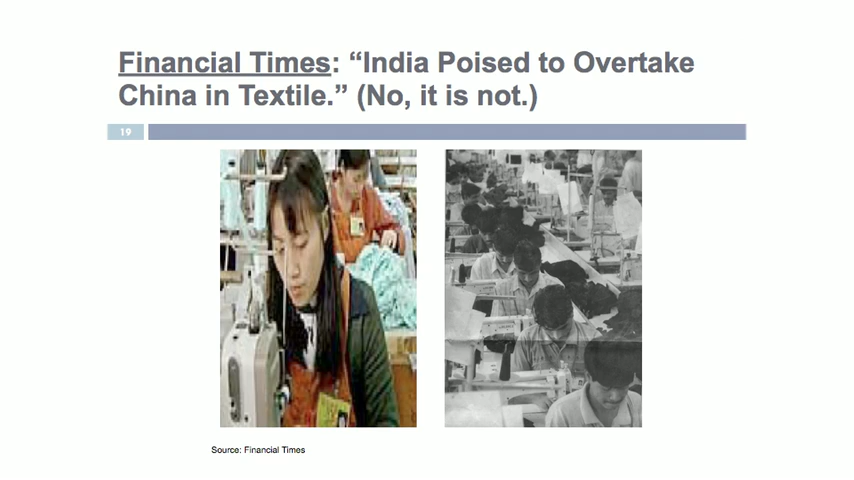 Financial Times: “India Poised to Overtake
China in Textile.” (No, it is not.)
19
Source: Financial Times